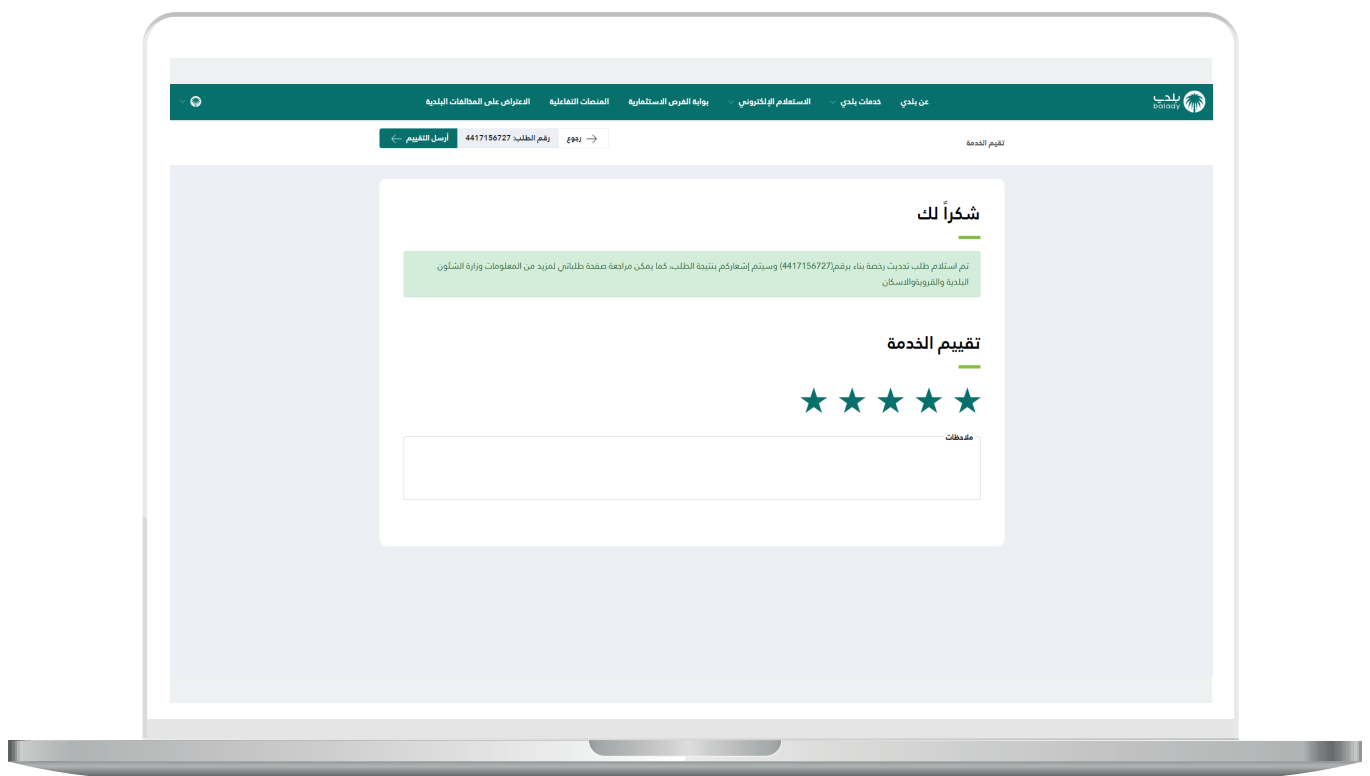 بلدي
balady
عن بلدي
خدمات بلدي
الاستعلام الإلكتروني
بوابة الفرص الاستثمارية
المنصات التفاعلية
الاعتراض على المخالفات البلدية
تقيم الخدمة
رجوع
رقم الطلب: 4417156727
أرسل التقييم
شكراً لك
تم استلام طلب تحديث رخصة بناء برقم(4417156727) وسيتم إشعاركم بنتيجة الطلب، كما يمكن مراجعة صفحة طلباتي لمزيد من المعلومات وزارة الشئون
البلدية والقرويةوالاسكان
تقييم الخدمة
ملاحظات